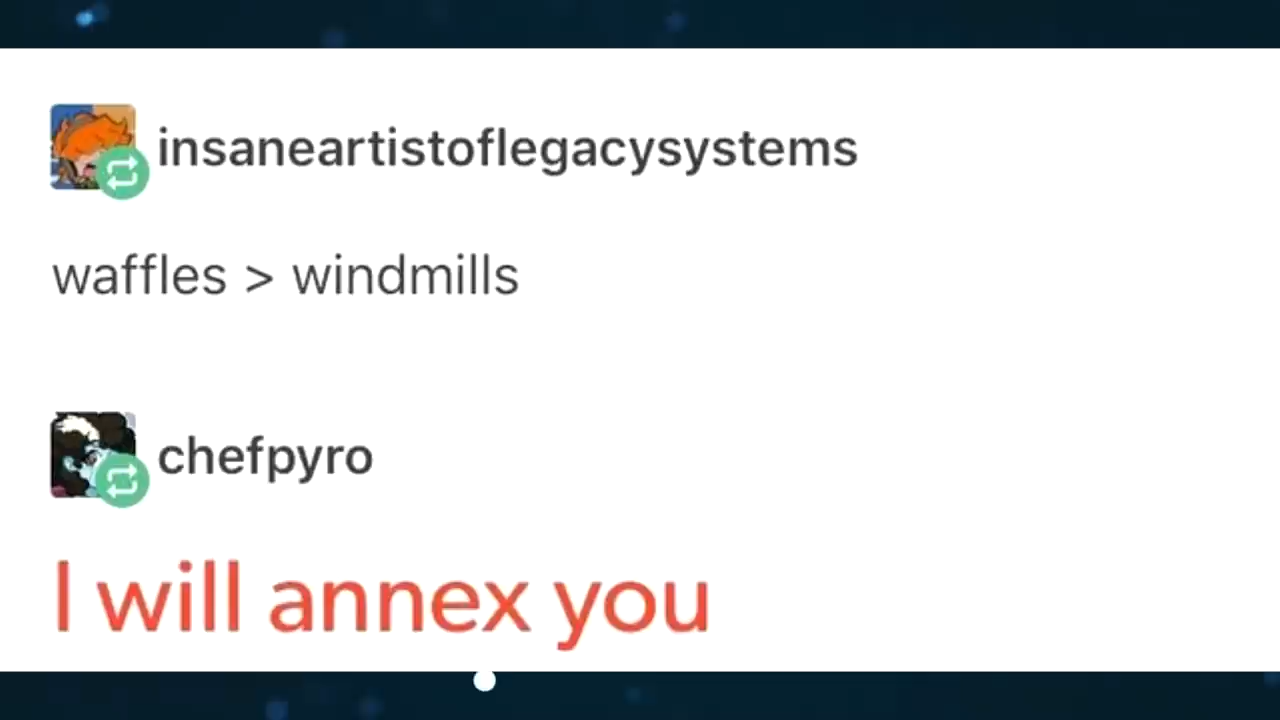 insaneartistoflegacysystems
waffles > windmills
chefpyro
I will annex you